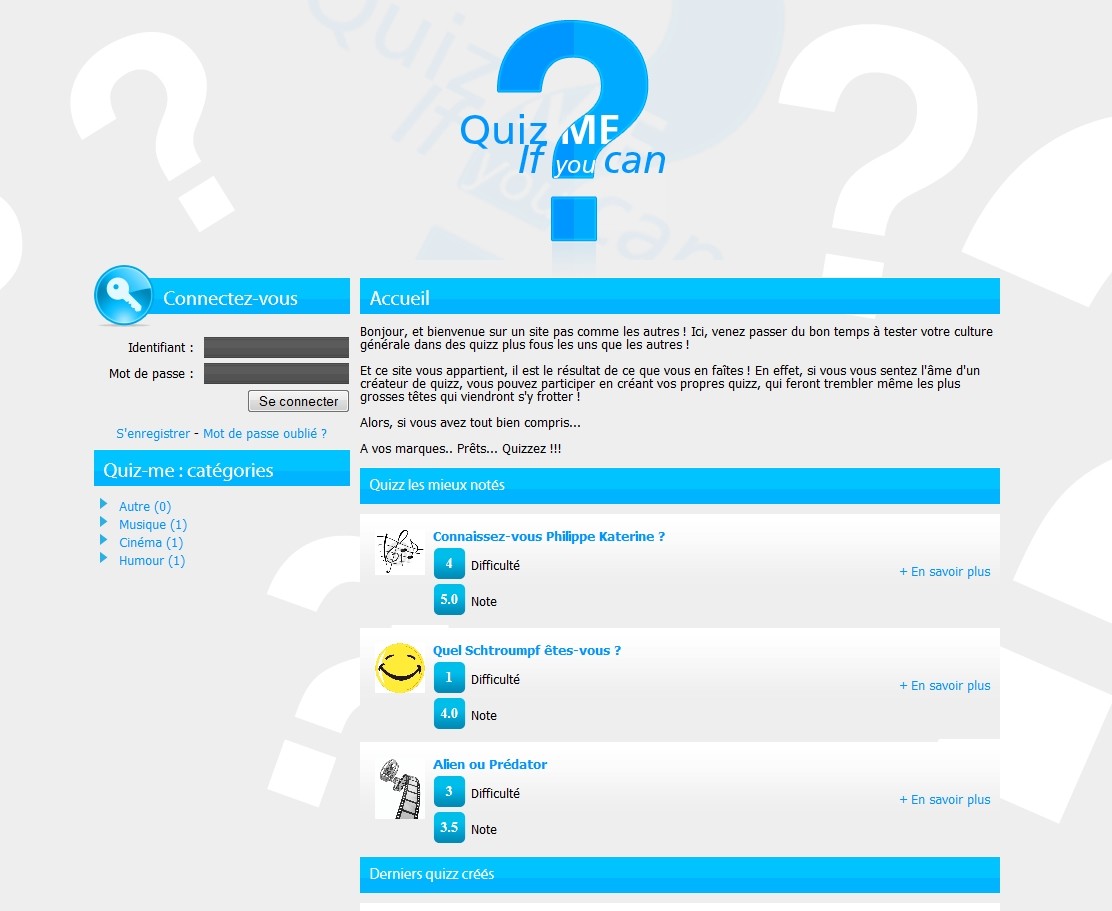 Quiz ME
If you can
Connectez-vous
Identifiant :
Mot de passe :
Se connecter
S'enregistrer - Mot de passe oublié ?
Quiz-me : catégories
Autre (0)
Musique (1)
Cinéma (1)
Humour (1)
Accueil
Bonjour, et bienvenue sur un site pas comme les autres ! Ici, venez passer du bon temps à tester votre culture
générale dans des quizz plus fous les uns que les autres !
Et ce site vous appartient, il est le résultat de ce que vous en faîtes ! En effet, si vous vous sentez l'âme d'un
créateur de quizz, vous pouvez participer en créant vos propres quizz, qui feront trembler même les plus
grosses têtes qui viendront s'y frotter !
Alors, si vous avez tout bien compris...
A vos marques.. Prêts... Quizzez !!!
Quizz les mieux notés
Connaissez-vous Philippe Katerine ?
4 Difficulté
+ En savoir plus
5.0 Note
Quel Schtroumpf êtes-vous ?
1 Difficulté
+ En savoir plus
4.0 Note
Alien ou Prédator
3 Difficulté
+ En savoir plus
3.5 Note
Derniers quizz créés